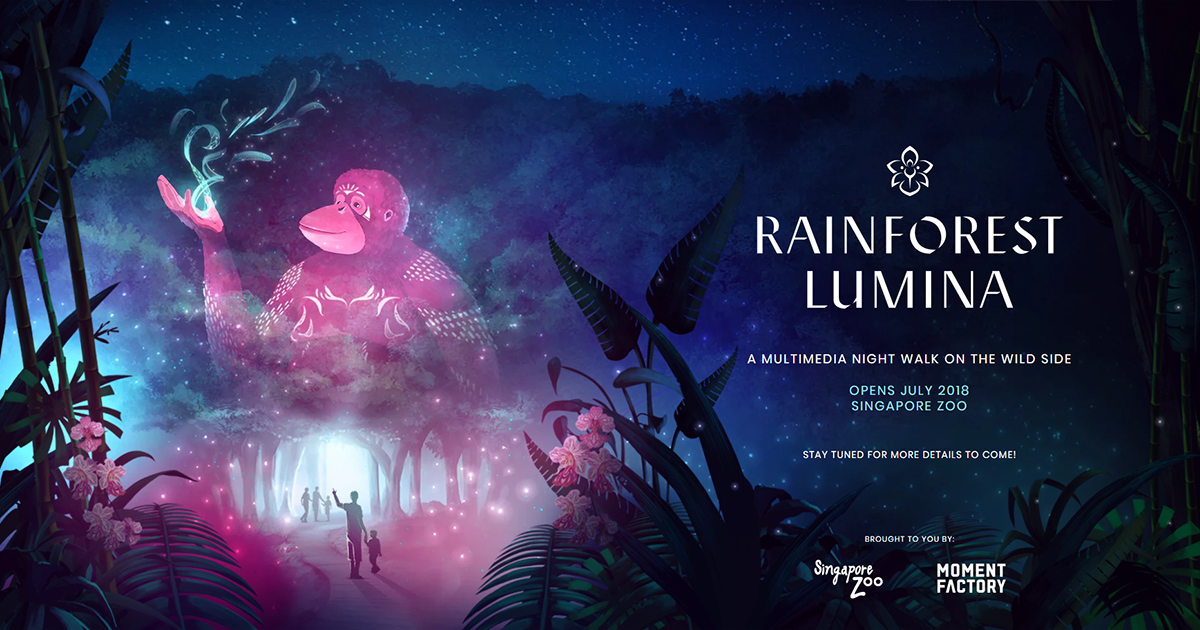 RAINFOREST
LUMINA
A MULTIMEDIA NIGHT WALK ON THE WILD SIDE
OPENS JULY 2018
SINGAPORE ZOO
STAY TUNED FOR MORE DETAILS TO COME!
BROUGHT TO YOU BY:
Singapore
Zoo
MOMENT
FACTORY